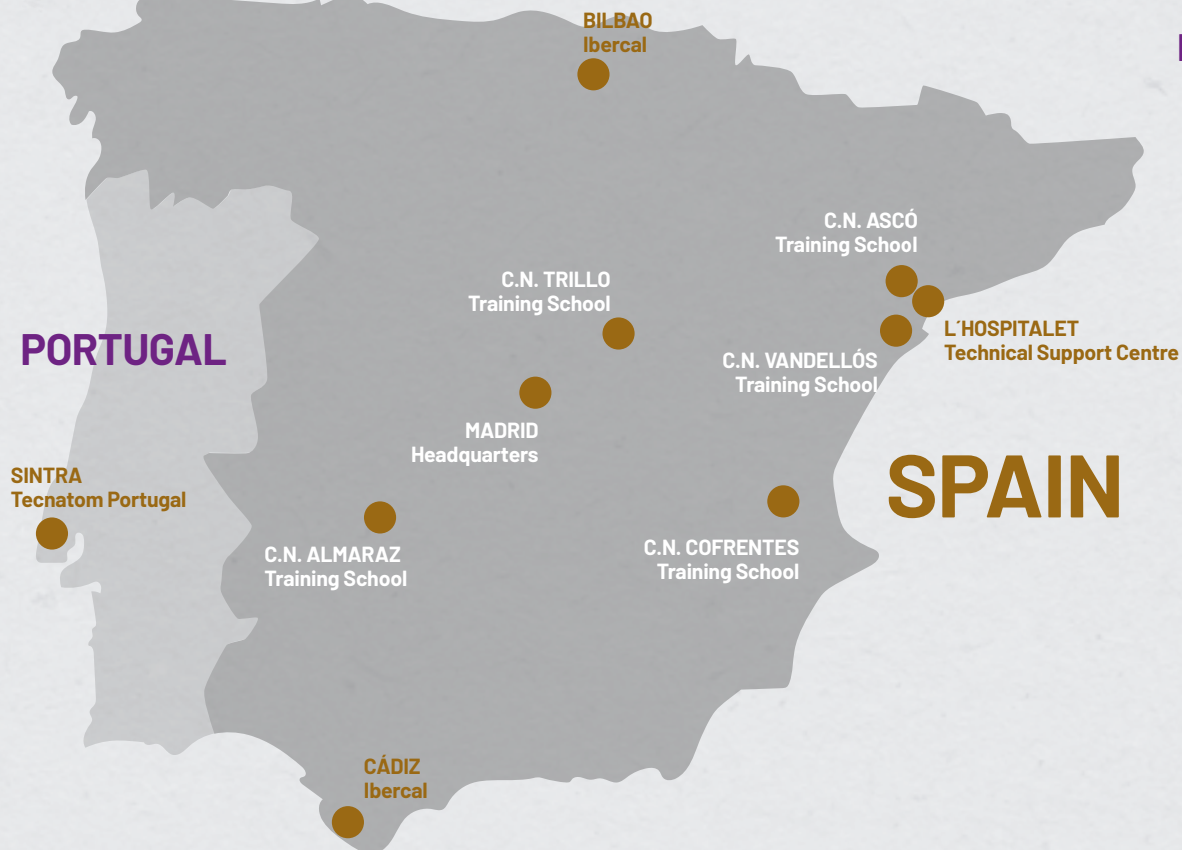 BILBAO
Ibercal
C.N. ASCÓ
Training School
C.N. TRILLO
Training School
L´HOSPITALET
Technical Support Centre
PORTUGAL
C.N. VANDELLÓS
Training School
MADRID
Headquarters
SPAIN
SINTRA
Tecnatom Portugal
C.N. ALMARAZ
Training School
C.N. COFRENTES
Training School
CÁDIZ
Ibercal